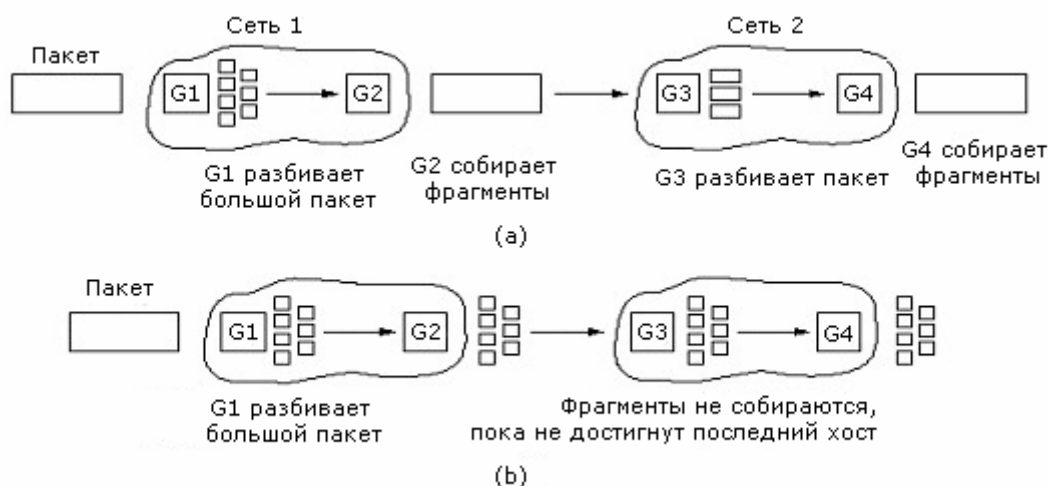 Сеть 1
Сеть 2
Пакет
G1
G2
G3
G4
G1 разбивает
большой пакет
G2 собирает
фрагменты
G3 разбивает пакет
G4 собирает
фрагменты
(a)
Пакет
G1
G2
G3
G4
G1 разбивает
большой пакет
Фрагменты не собираются,
пока не достигнут последний хост
(b)